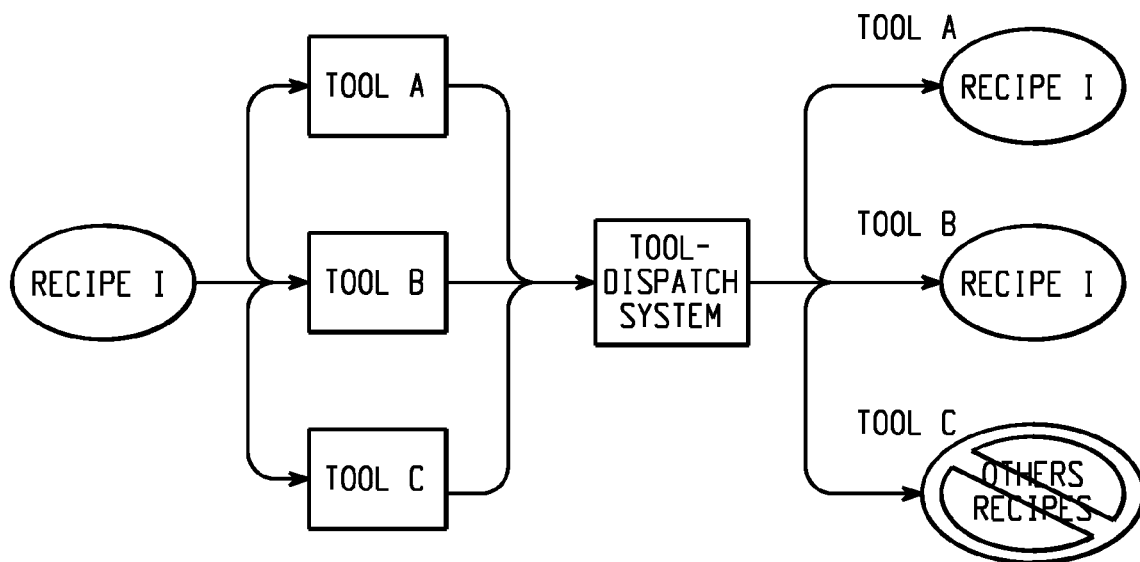 RECIPE I
TOOL A
TOOL B
TOOL C
TOOL-
DISPATCH
SYSTEM
TOOL A
RECIPE I
TOOL B
RECIPE I
TOOL C
OTHERS
RECIPES